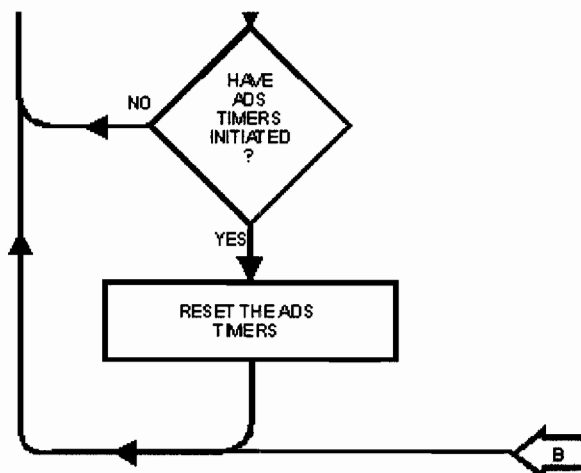 HAVE
ADS
TIMERS
INITIATED
?
NO
YES
RESET THE ADS
TIMERS
B